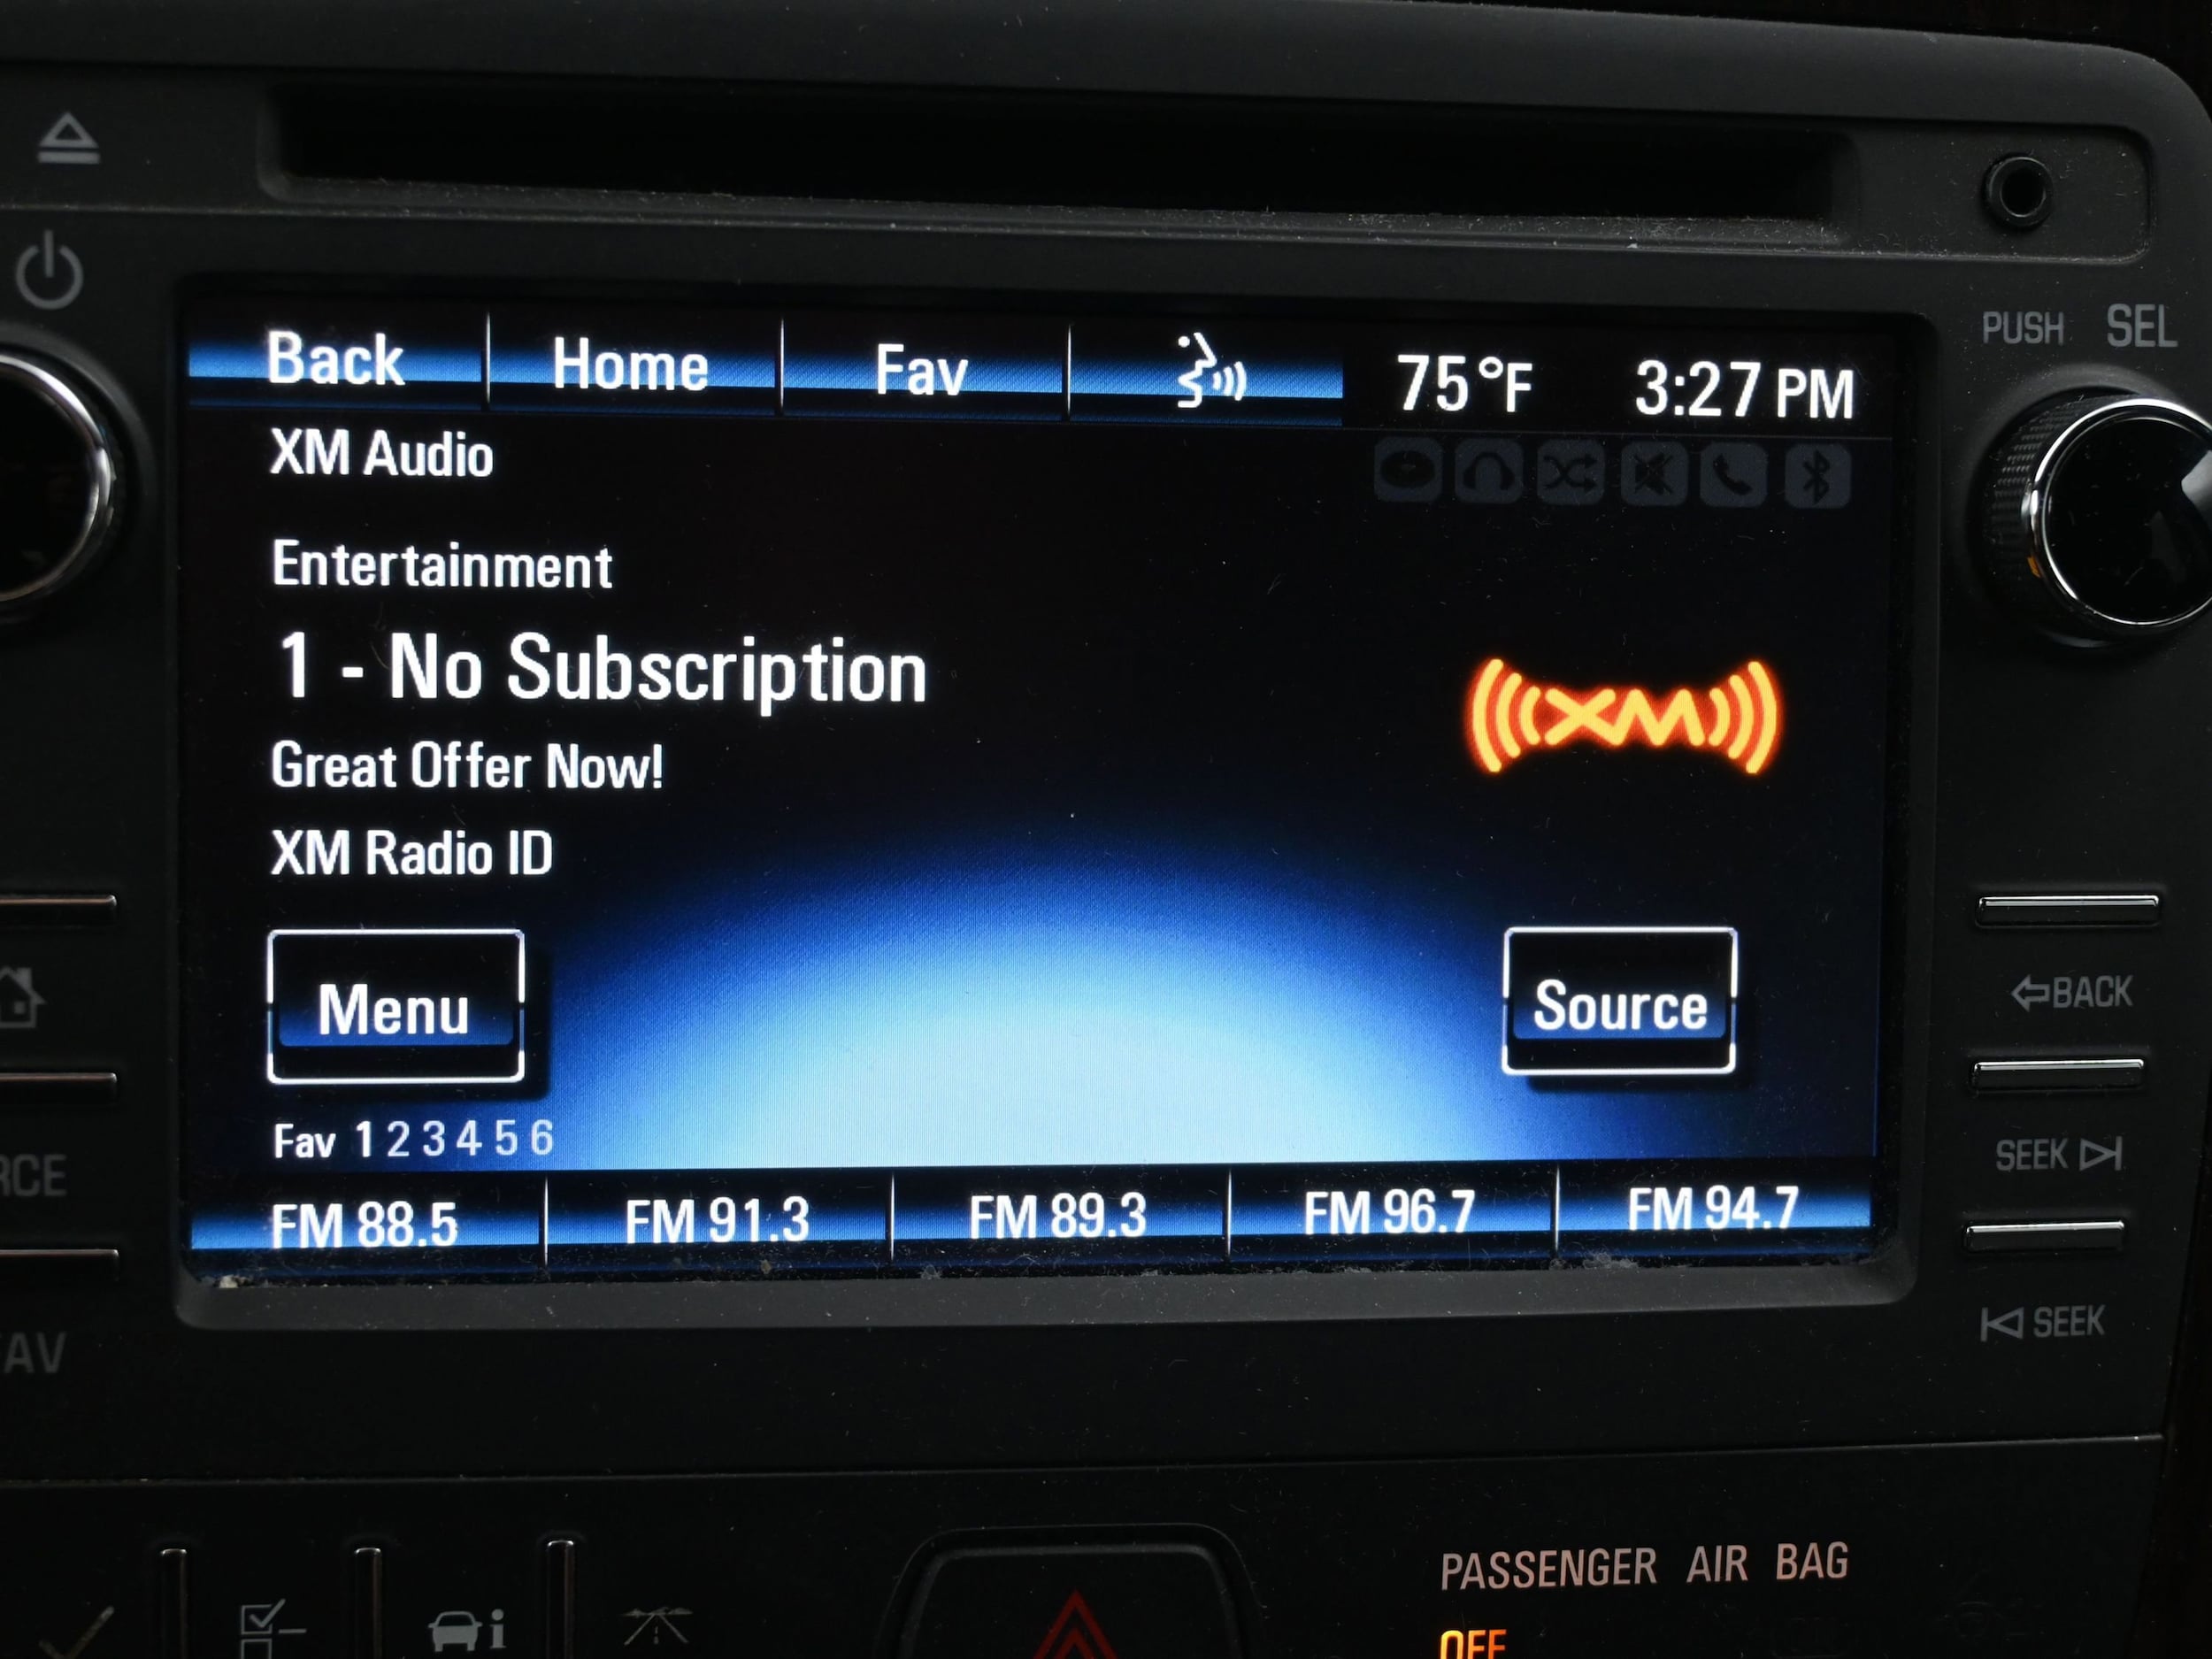 PUSH SEL
Back Home Fav 75°F 3:27 PM
XM Audio
Entertainment
1 - No Subscription
XM
Great Offer Now!
XM Radio ID
Menu Source
BACK
Fav 1 2 3 4 5 6
SEEK
RCE
FM 88.5 FM 91.3 FM 89.3 FM 96.7 FM 94.7
SEEK
AV
PASSENGER AIR BAG
OFF